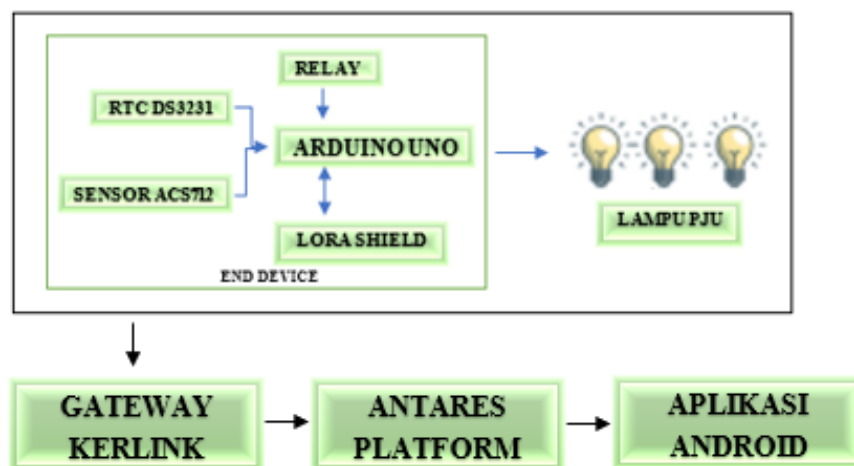 RELAY
RTC DS3231
ARDUINO UNO
SENSOR ACS712
LORA SHIELD
LAMPU PJU
END DEVICE
GATEWAY
KERLINK
ANTARES
PLATFORM
APLIKASI
ANDROID